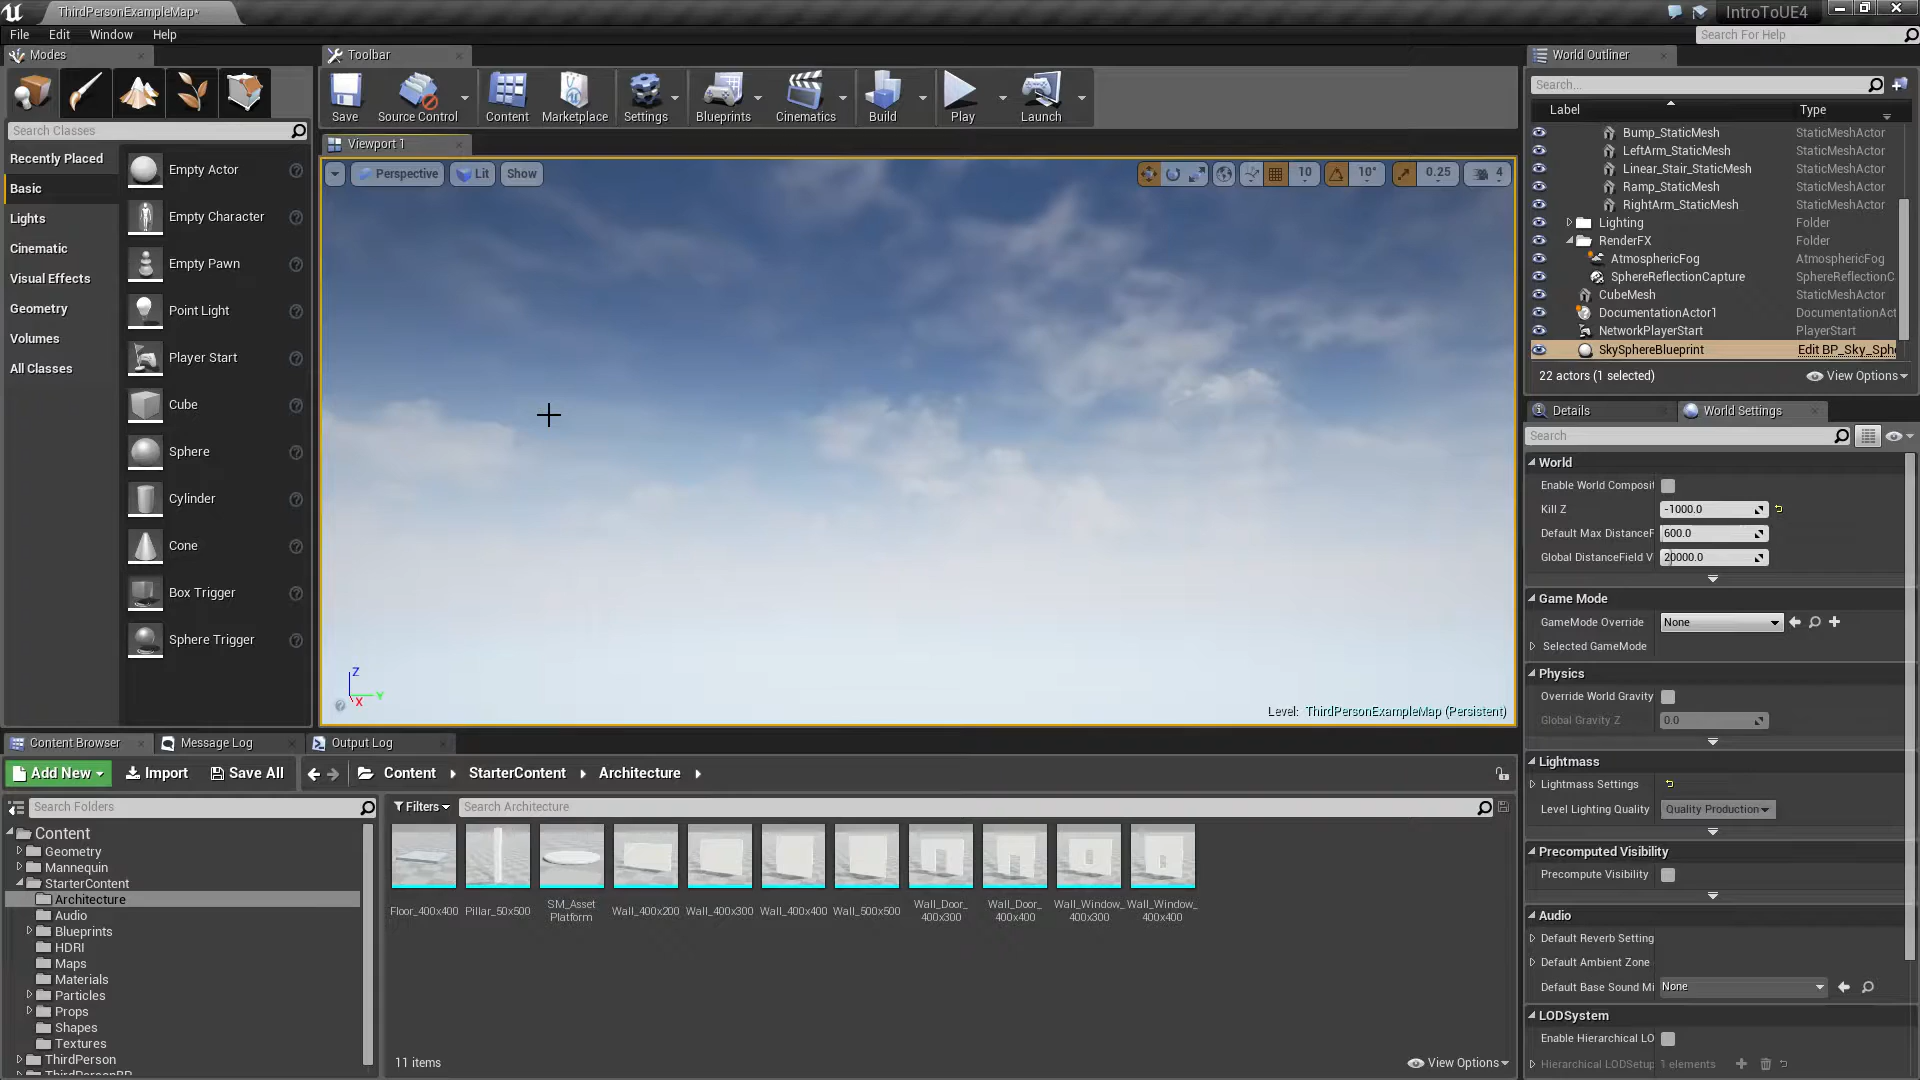 ThirdPersonExampleMap*
IntroToUE4
File Edit Window Help
Search For Help
Modes
Toolbar
World Outliner
Save
Source Control
Content
Marketplace
Settings
Blueprints
Cinematics
Build
Play
Launch
Search Classes
Recently Placed
Basic
Lights
Cinematic
Visual Effects
Geometry
Volumes
All Classes
Empty Actor
Empty Character
Empty Pawn
Point Light
Player Start
Cube
Sphere
Cylinder
Cone
Box Trigger
Sphere Trigger
Viewport 1
Perspective Lit Show
10 10° 0.25 4
Z
Y
X
Level: ThirdPersonExampleMap (Persistent)
Search...
Label Type
Bump_StaticMesh StaticMeshActor
LeftArm_StaticMesh StaticMeshActor
Linear_Stair_StaticMesh StaticMeshActor
Ramp_StaticMesh StaticMeshActor
RightArm_StaticMesh StaticMeshActor
Lighting Folder
RenderFX Folder
AtmosphericFog AtmosphericFog
SphereReflectionCapture SphereReflectionC
CubeMesh StaticMeshActor
DocumentationActor1 DocumentationAct
NetworkPlayerStart PlayerStart
SkySphereBlueprint Edit BP_Sky_Sphe
22 actors (1 selected) View Options
Details World Settings
Search
World
Enable World Composit
Kill Z -1000.0
Default Max DistanceF 600.0
Global DistanceField V 20000.0
Game Mode
GameMode Override None
Selected GameMode
Physics
Override World Gravity
Global Gravity Z 0.0
Lightmass
Lightmass Settings
Level Lighting Quality Quality Production
Precomputed Visibility
Precompute Visibility
Audio
Default Reverb Setting
Default Ambient Zone
Default Base Sound Mi None
LODSystem
Enable Hierarchical LO
Hierarchical LODSetup 1 elements
Content Browser Message Log Output Log
Add New Import Save All Content StarterContent Architecture
Search Folders
Filters Search Architecture
Content
Geometry
Mannequin
StarterContent
Architecture
Audio
Blueprints
HDRI
Maps
Materials
Particles
Props
Shapes
Textures
ThirdPerson
ThirdPersonBP
Floor_400x400
Pillar_50x500
SM_Asset
Platform
Wall_400x200
Wall_400x300
Wall_400x400
Wall_500x500
Wall_Door_
400x300
Wall_Door_
400x400
Wall_Window_
400x300
Wall_Window_
400x400
11 items
View Options